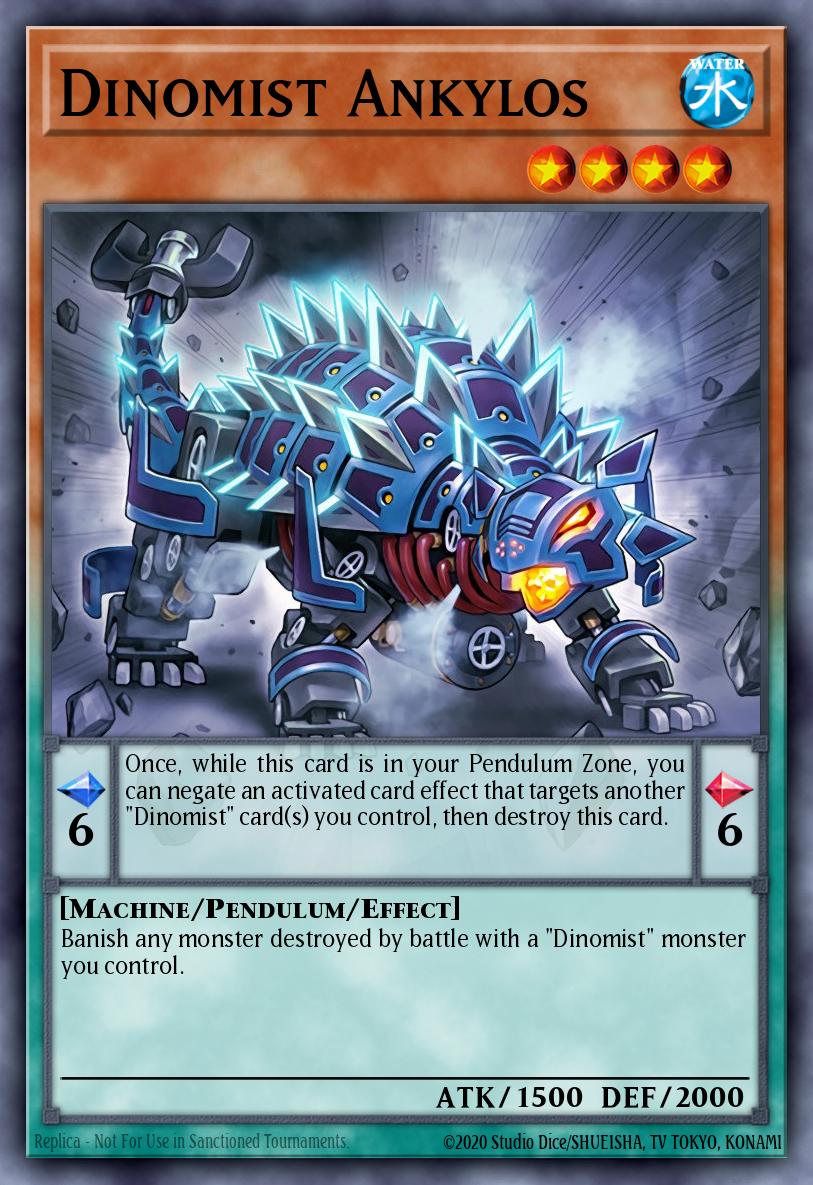 Dinomist Ankylos
WATER
水
Once, while this card is in your Pendulum Zone, you
can negate an activated card effect that targets another
"Dinomist" card(s) you control, then destroy this card.
6
6
[Machine/Pendulum/Effect]
Banish any monster destroyed by battle with a "Dinomist" monster
you control.
ATK/1500 DEF/2000
Replica - Not For Use in Sanctioned Tournaments.
©2020 Studio Dice/SHUEISHA, TV TOKYO, KONAMI